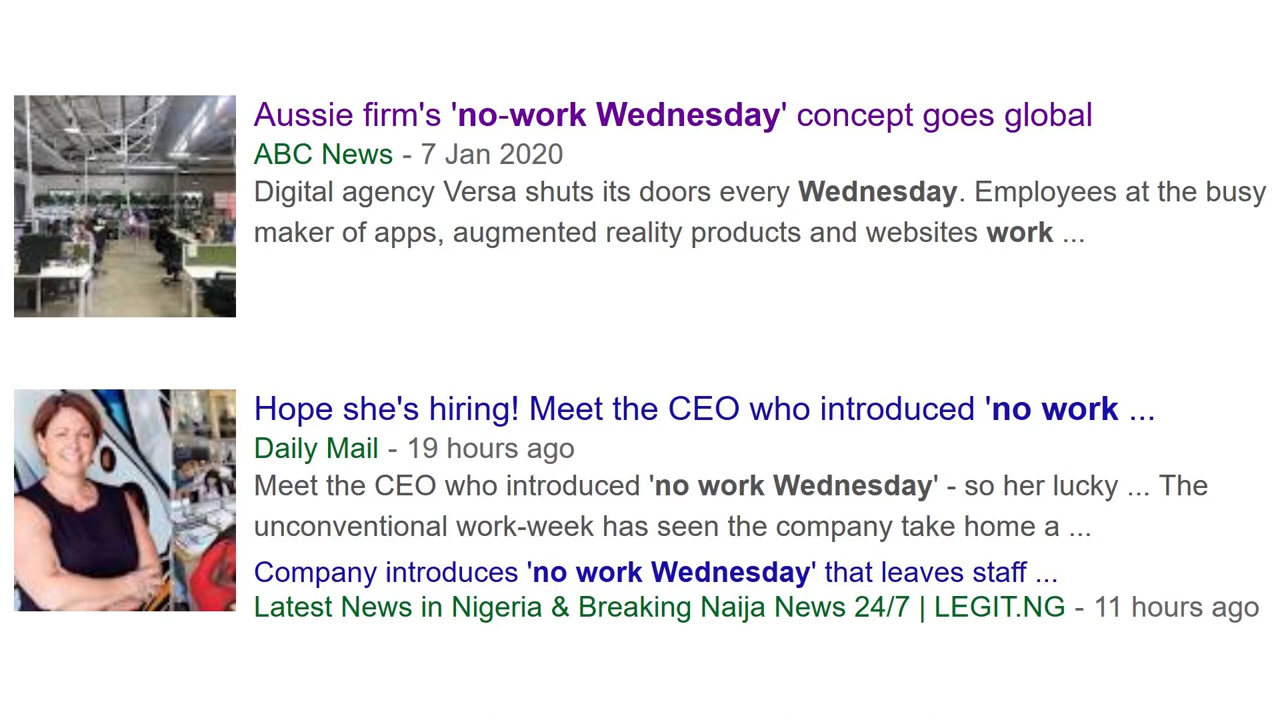 Aussie firm's 'no-work Wednesday' concept goes global
ABC News - 7 Jan 2020
Digital agency Versa shuts its doors every Wednesday. Employees at the busy
maker of apps, augmented reality products and websites work ...
Hope she's hiring! Meet the CEO who introduced 'no work ...
Daily Mail - 19 hours ago
Meet the CEO who introduced 'no work Wednesday' - so her lucky ... The
unconventional work-week has seen the company take home a ...
Company introduces 'no work Wednesday' that leaves staff ...
Latest News in Nigeria & Breaking Naija News 24/7 | LEGIT.NG - 11 hours ago